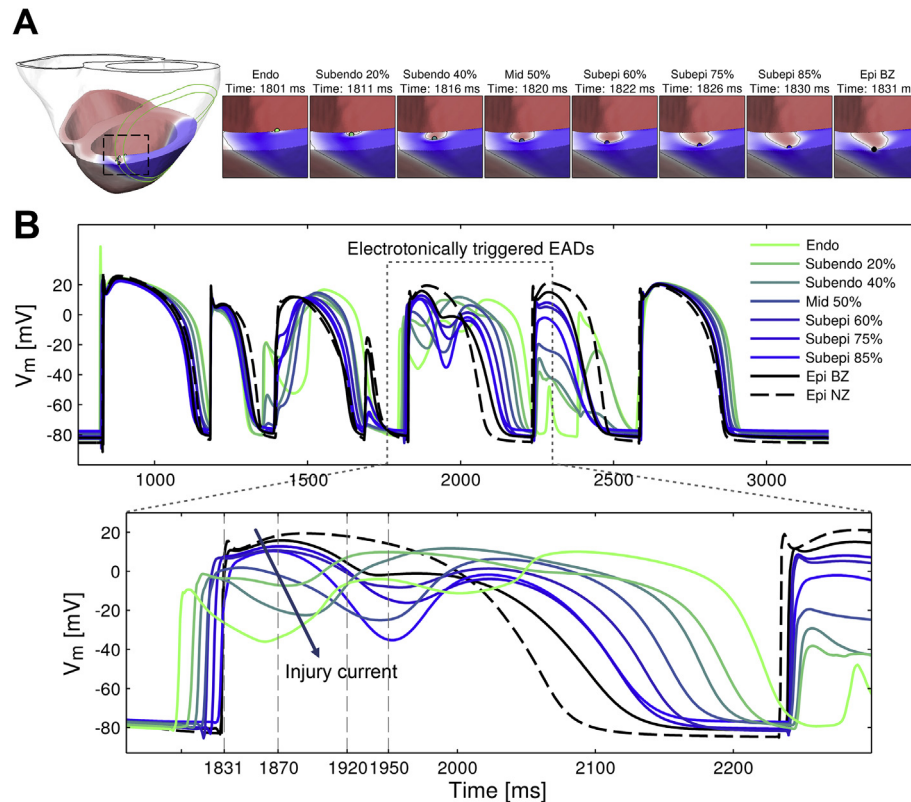 A
Endo
Time: 1801 ms
Subendo 20%
Time: 1811 ms
Subendo 40%
Time: 1816 ms
Mid 50%
Time: 1820 ms
Subepi 60%
Time: 1822 ms
Subepi 75%
Time: 1826 ms
Subepi 85%
Time: 1830 ms
Epi BZ
Time: 1831 ms
B
Electrotonically triggered EADs
Endo
Subendo 20%
Subendo 40%
Mid 50%
Subepi 60%
Subepi 75%
Subepi 85%
Epi BZ
Epi NZ
Vm [mV]
20
0
-20
-40
-60
-80
1000 1500 2000 2500 3000
Vm [mV]
20
0
-20
-40
-60
-80
Injury current
1831 1870 1920 1950 2000 2100 2200
Time [ms]